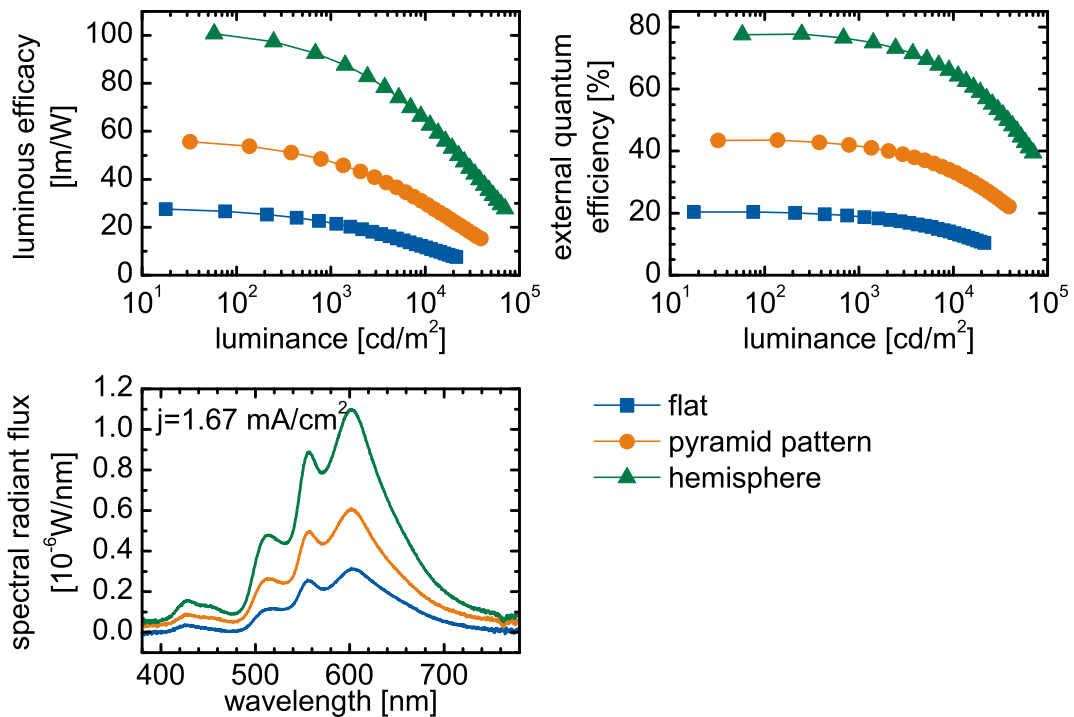 luminous efficacy
[lm/W]
100
80
60
40
20
0
10¹ 10² 10³ 10⁴ 10⁵
luminance [cd/m²]
external quantum
efficiency [%]
80
60
40
20
0
10¹ 10² 10³ 10⁴ 10⁵
luminance [cd/m²]
spectral radiant flux
[10⁻⁶W/nm]
1.2
1.0
0.8
0.6
0.4
0.2
0.0
j=1.67 mA/cm²
400 500 600 700
wavelength [nm]
flat
pyramid pattern
hemisphere